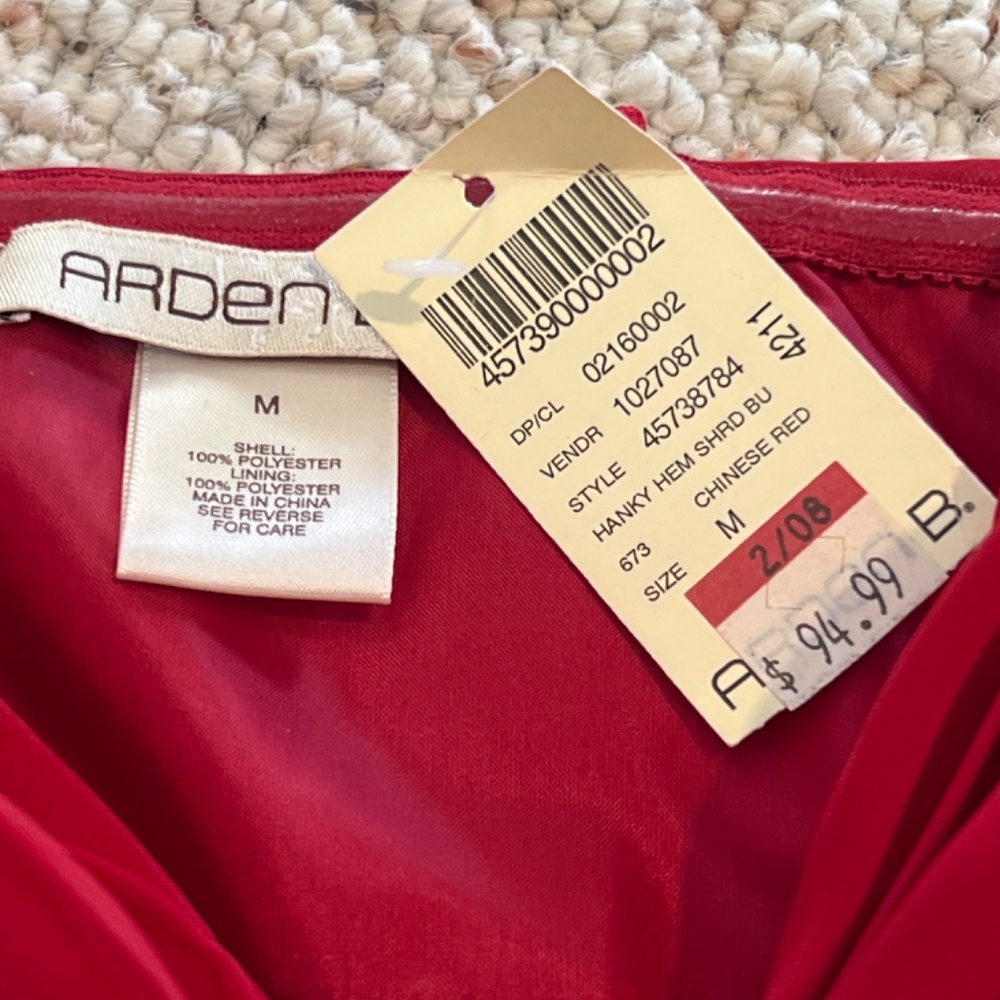 ARDEN
M
SHELL:
100% POLYESTER
LINING:
100% POLYESTER
MADE IN CHINA
SEE REVERSE
FOR CARE
457390000002
4211
DP/CL 02160002
VENDR 1027087
STYLE 45738784
HANKY HEM SHRD BU
673 CHINESE RED
SIZE M
2/08
$ 94.99
B.®